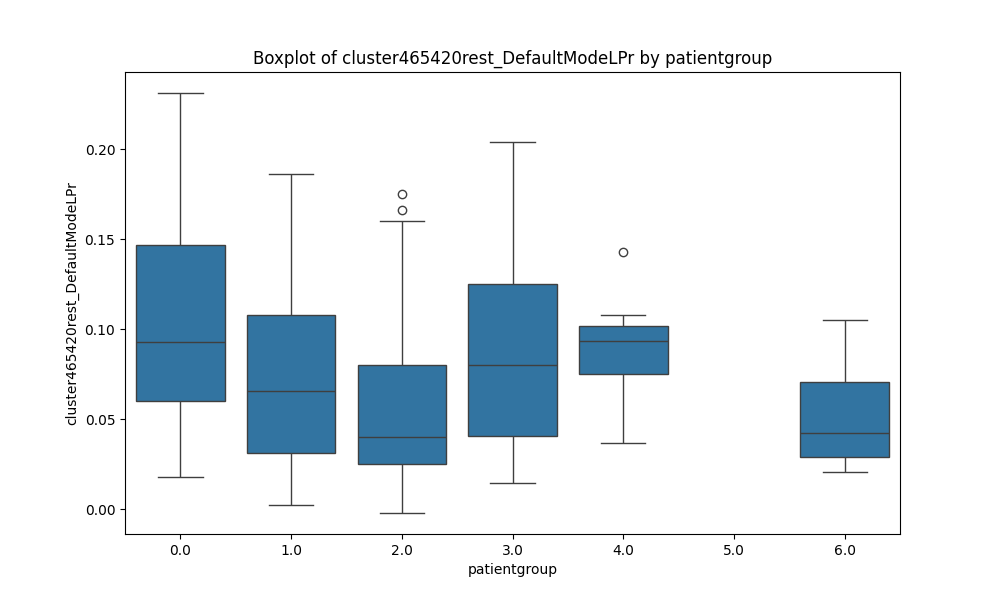 Boxplot of cluster465420rest_DefaultModeLPr by patientgroup
cluster465420rest_DefaultModeLPr
0.20
0.15
0.10
0.05
0.00
0.0 1.0 2.0 3.0 4.0 5.0 6.0
patientgroup